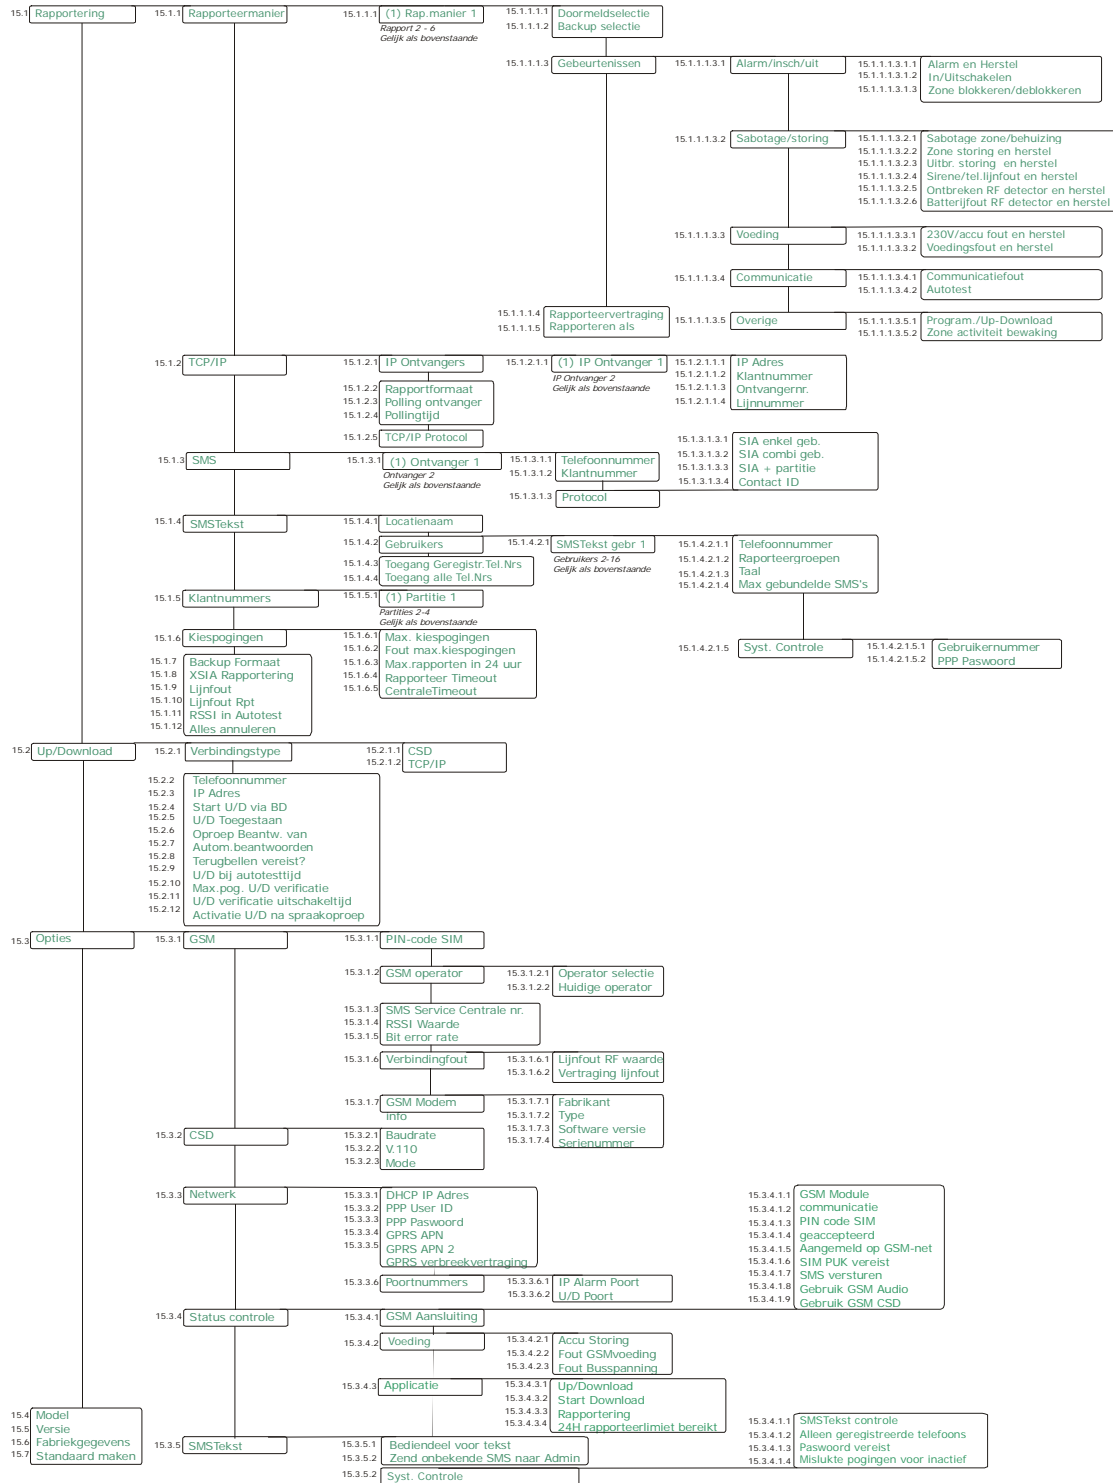 15.1 Rapportering
15.1.1 Rapporteermanier
15.1.1.1 (1) Rap.manier 1
Rapport 2 - 6
Gelijk als bovenstaande
15.1.1.1.1 Doormeldselectie
15.1.1.1.2 Backup selectie
15.1.1.1.3 Gebeurtenissen
15.1.1.1.3.1 Alarm/insch/uit
15.1.1.1.3.1.1 Alarm en Herstel
15.1.1.1.3.1.2 In/Uitschakelen
15.1.1.1.3.1.3 Zone blokkeren/deblokkeren
15.1.1.1.3.2 Sabotage/storing
15.1.1.1.3.2.1 Sabotage zone/behuizing
15.1.1.1.3.2.2 Zone storing en herstel
15.1.1.1.3.2.3 Uitbr. storing en herstel
15.1.1.1.3.2.4 Sirene/tel.lijnfout en herstel
15.1.1.1.3.2.5 Ontbreken RF detector en herstel
15.1.1.1.3.2.6 Batterijfout RF detector en herstel
15.1.1.1.3.3 Voeding
15.1.1.1.3.3.1 230V/accu fout en herstel
15.1.1.1.3.3.2 Voedingsfout en herstel
15.1.1.1.3.4 Communicatie
15.1.1.1.3.4.1 Communicatiefout
15.1.1.1.3.4.2 Autotest
15.1.1.1.4 Rapporteervertraging
15.1.1.1.5 Rapporteren als
15.1.1.1.3.5 Overige
15.1.1.1.3.5.1 Program./Up-Download
15.1.1.1.3.5.2 Zone activiteit bewaking
15.1.2 TCP/IP
15.1.2.1 IP Ontvangers
15.1.2.1.1 (1) IP Ontvanger 1
IP Ontvanger 2
Gelijk als bovenstaande
15.1.2.1.1.1 IP Adres
15.1.2.1.1.2 Klantnummer
15.1.2.1.1.3 Ontvangernr.
15.1.2.1.1.4 Lijnnummer
15.1.2.2 Rapportformaat
15.1.2.3 Polling ontvanger
15.1.2.4 Pollingtijd
15.1.2.5 TCP/IP Protocol
15.1.3 SMS
15.1.3.1 (1) Ontvanger 1
Ontvanger 2
Gelijk als bovenstaande
15.1.3.1.1 Telefoonnummer
15.1.3.1.2 Klantnummer
15.1.3.1.3 Protocol
15.1.3.1.3.1 SIA enkel geb.
15.1.3.1.3.2 SIA combi geb.
15.1.3.1.3.3 SIA + partitie
15.1.3.1.3.4 Contact ID
15.1.4 SMSTekst
15.1.4.1 Locatienaam
15.1.4.2 Gebruikers
15.1.4.2.1 SMSTekst gebr 1
Gebruikers 2-16
Gelijk als bovenstaande
15.1.4.2.1.1 Telefoonnummer
15.1.4.2.1.2 Raporteergroepen
15.1.4.2.1.3 Taal
15.1.4.2.1.4 Max gebundelde SMS's
15.1.4.3 Toegang Geregistr.Tel.Nrs
15.1.4.4 Toegang alle Tel.Nrs
15.1.5 Klantnummers
15.1.5.1 (1) Partitie 1
Partities 2-4
Gelijk als bovenstaande
15.1.4.2.1.5 Syst. Controle
15.1.4.2.1.5.1 Gebruikernummer
15.1.4.2.1.5.2 PPP Paswoord
15.1.6 Kiespogingen
15.1.6.1 Max. kiespogingen
15.1.6.2 Fout max.kiespogingen
15.1.6.3 Max.rapporten in 24 uur
15.1.6.4 Rapporteer Timeout
15.1.6.5 CentraleTimeout
15.1.7 Backup Formaat
15.1.8 XSIA Rapportering
15.1.9 Lijnfout
15.1.10 Lijnfout Rpt
15.1.11 RSSI in Autotest
15.1.12 Alles annuleren
15.2 Up/Download
15.2.1 Verbindingstype
15.2.1.1 CSD
15.2.1.2 TCP/IP
15.2.2 Telefoonnummer
15.2.3 IP Adres
15.2.4 Start U/D via BD
15.2.5 U/D Toegestaan
15.2.6 Oproep Beantw. van
15.2.7 Autom.beantwoorden
15.2.8 Terugbellen vereist?
15.2.9 U/D bij autotesttijd
15.2.10 Max.pog. U/D verificatie
15.2.11 U/D verificatie uitschakeltijd
15.2.12 Activatie U/D na spraakoproep
15.3 Opties
15.3.1 GSM
15.3.1.1 PIN-code SIM
15.3.1.2 GSM operator
15.3.1.2.1 Operator selectie
15.3.1.2.2 Huidige operator
15.3.1.3 SMS Service Centrale nr.
15.3.1.4 RSSI Waarde
15.3.1.5 Bit error rate
15.3.1.6 Verbindingfout
15.3.1.6.1 Lijnfout RF waarde
15.3.1.6.2 Vertraging lijnfout
15.3.1.7 GSM Modem
info
15.3.1.7.1 Fabrikant
15.3.1.7.2 Type
15.3.1.7.3 Software versie
15.3.1.7.4 Serienummer
15.3.2 CSD
15.3.2.1 Baudrate
15.3.2.2 V.110
15.3.2.3 Mode
15.3.3 Netwerk
15.3.3.1 DHCP IP Adres
15.3.3.2 PPP User ID
15.3.3.3 PPP Paswoord
15.3.3.4 GPRS APN
15.3.3.5 GPRS APN 2
GPRS verbreekvertraging
15.3.3.6 Poortnummers
15.3.3.6.1 IP Alarm Poort
15.3.3.6.2 U/D Poort
15.3.4.1.1 GSM Module
15.3.4.1.2 communicatie
15.3.4.1.3 PIN code SIM
15.3.4.1.4 geaccepteerd
15.3.4.1.5 Aangemeld op GSM-net
15.3.4.1.6 SIM PUK vereist
15.3.4.1.7 SMS versturen
15.3.4.1.8 Gebruik GSM Audio
15.3.4.1.9 Gebruik GSM CSD
15.3.4 Status controle
15.3.4.1 GSM Aansluiting
15.3.4.2 Voeding
15.3.4.2.1 Accu Storing
15.3.4.2.2 Fout GSMvoeding
15.3.4.2.3 Fout Busspanning
15.3.4.3 Applicatie
15.3.4.3.1 Up/Download
15.3.4.3.2 Start Download
15.3.4.3.3 Rapportering
15.3.4.3.4 24H rapporteerlimiet bereikt
15.4 Model
15.5 Versie
15.6 Fabriekgegevens
15.7 Standaard maken
15.3.5 SMSTekst
15.3.5.1 Bediendeel voor tekst
15.3.5.2 Zend onbekende SMS naar Admin
15.3.5.2 Syst. Controle
15.3.4.1.1 SMSTekst controle
15.3.4.1.2 Alleen geregistreerde telefoons
15.3.4.1.3 Paswoord vereist
15.3.4.1.4 Mislukte pogingen voor inactief